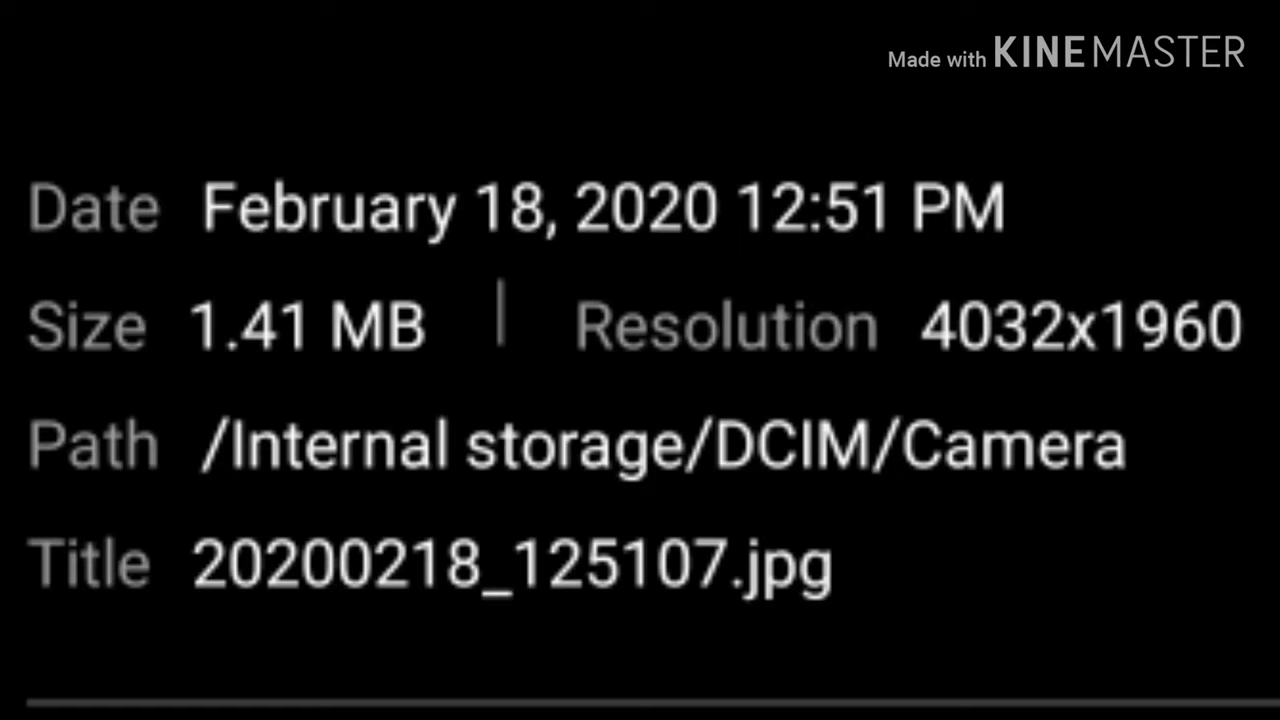 Made with KINEMASTER
Date February 18, 2020 12:51 PM
Size 1.41 MB | Resolution 4032x1960
Path /Internal storage/DCIM/Camera
Title 20200218_125107.jpg